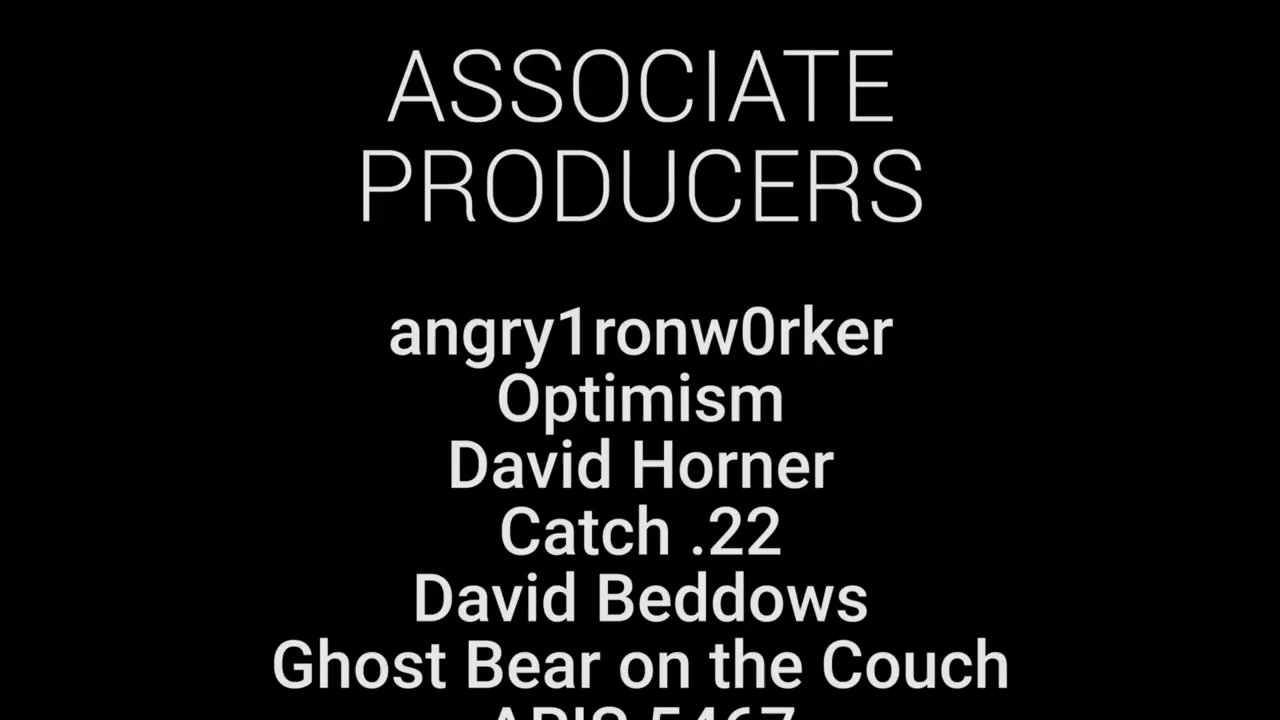 ASSOCIATE
PRODUCERS
angry1ronw0rker
Optimism
David Horner
Catch .22
David Beddows
Ghost Bear on the Couch